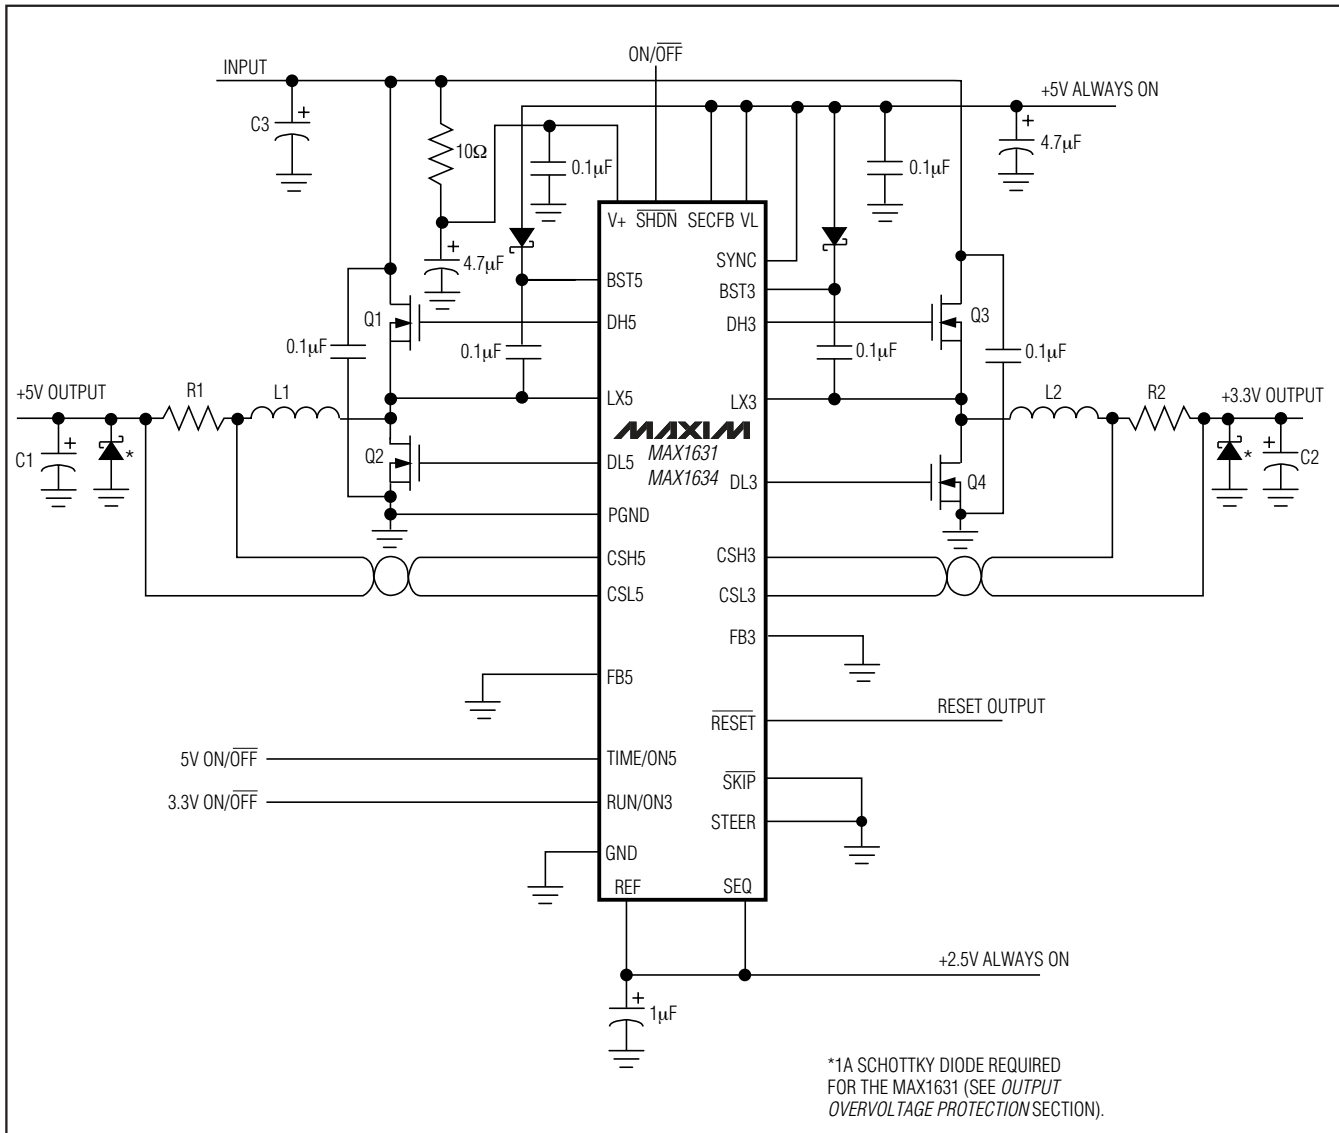 ON/OFF
INPUT
+5V ALWAYS ON
C3
+
10Ω
0.1µF
0.1µF
+
4.7µF
V+
SHDN
SECFB
VL
+
4.7µF
SYNC
BST5
BST3
Q1
DH5
DH3
Q3
0.1µF
0.1µF
0.1µF
0.1µF
+5V OUTPUT
R1
L1
LX5
LX3
L2
R2
+3.3V OUTPUT
MAXIM
MAX1631
MAX1634
C1
+
*
Q2
DL5
DL3
Q4
*
+
C2
PGND
CSH5
CSH3
CSL5
CSL3
FB3
FB5
RESET
RESET OUTPUT
5V ON/OFF
TIME/ON5
SKIP
3.3V ON/OFF
RUN/ON3
STEER
GND
REF
SEQ
+2.5V ALWAYS ON
+
1µF
*1A SCHOTTKY DIODE REQUIRED
FOR THE MAX1631 (SEE OUTPUT
OVERVOLTAGE PROTECTION SECTION).